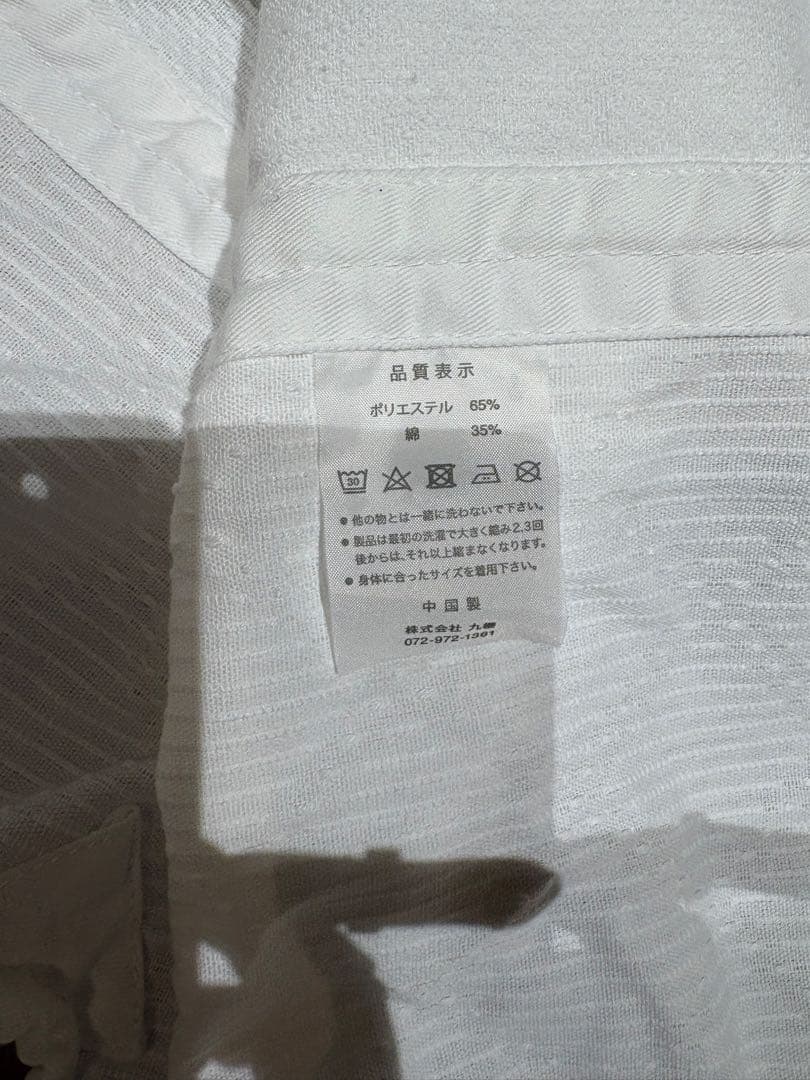 品質表示
ポリエステル 65%
綿 35%
30
● 他の物とは一緒に洗わないで下さい。
● 製品は最初の洗濯で大きく縮み2.3回
後からは、それ以上縮まなくなります。
● 身体に合ったサイズを着用下さい。
中国製
株式会社 九櫻
072-972-1301